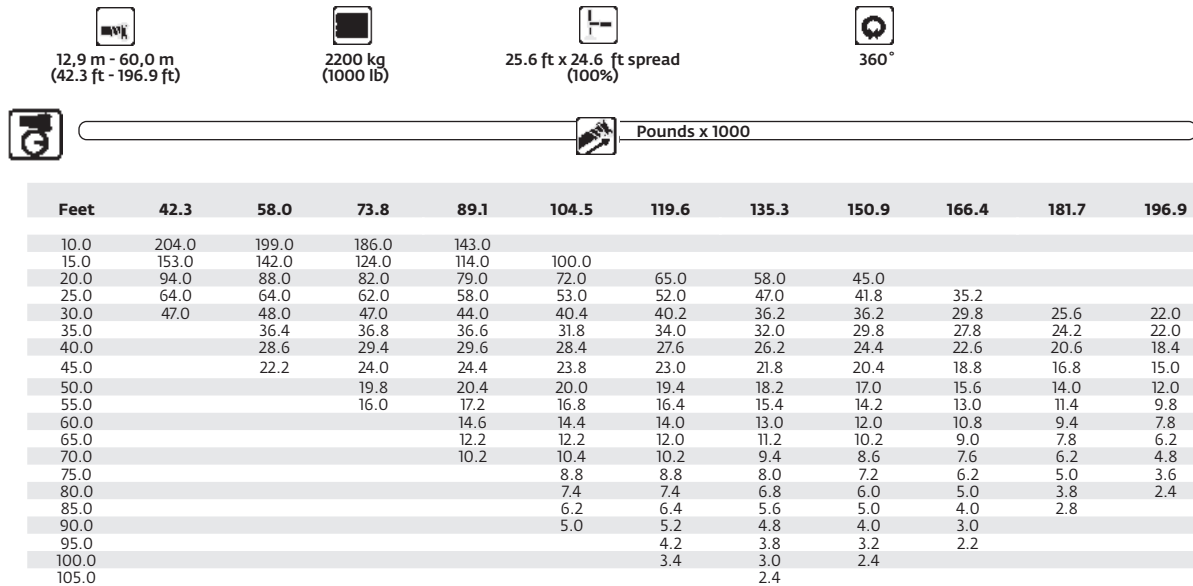 12,9 m - 60,0 m 2200 kg 25.6 ft x 24.6 ft spread 360°
(42.3 ft - 196.9 ft) (1000 lb) (100%)
Pounds x 1000
Feet 42.3 58.0 73.8 89.1 104.5 119.6 135.3 150.9 166.4 181.7 196.9
10.0 204.0 199.0 186.0 143.0
15.0 153.0 142.0 124.0 114.0 100.0
20.0 94.0 88.0 82.0 79.0 72.0 65.0 58.0 45.0
25.0 64.0 64.0 62.0 58.0 53.0 52.0 47.0 41.8 35.2
30.0 47.0 48.0 47.0 44.0 40.4 40.2 36.2 36.2 29.8 25.6 22.0
35.0 36.4 36.8 36.6 31.8 34.0 32.0 29.8 27.8 24.2 22.0
40.0 28.6 29.4 29.6 28.4 27.6 26.2 24.4 22.6 20.6 18.4
45.0 22.2 24.0 24.4 23.8 23.0 21.8 20.4 18.8 16.8 15.0
50.0 19.8 20.4 20.0 19.4 18.2 17.0 15.6 14.0 12.0
55.0 16.0 17.2 16.8 16.4 15.4 14.2 13.0 11.4 9.8
60.0 14.6 14.4 14.0 13.0 12.0 10.8 9.4 7.8
65.0 12.2 12.2 12.0 11.2 10.2 9.0 7.8 6.2
70.0 10.2 10.4 10.2 9.4 8.6 7.6 6.2 4.8
75.0 8.8 8.8 8.0 7.2 6.2 5.0 3.6
80.0 7.4 7.4 6.8 6.0 5.0 3.8 2.4
85.0 6.2 6.4 5.6 5.0 4.0 2.8
90.0 5.0 5.2 4.8 4.0 3.0
95.0 4.2 3.8 3.2 2.2
100.0 3.4 3.0 2.4
105.0 2.4